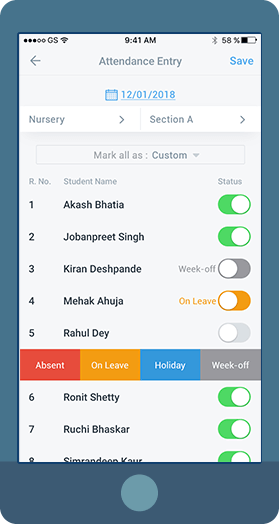 GS 9:41 AM 58 %
Attendance Entry Save
12/01/2018
Nursery Section A
Mark all as : Custom
R. No. Student Name Status
1 Akash Bhatia
2 Jobanpreet Singh
3 Kiran Deshpande Week-off
4 Mehak Ahuja On Leave
5 Rahul Dey
Absent On Leave Holiday Week-off
6 Ronit Shetty
7 Ruchi Bhaskar
8 Simrandeep Kaur